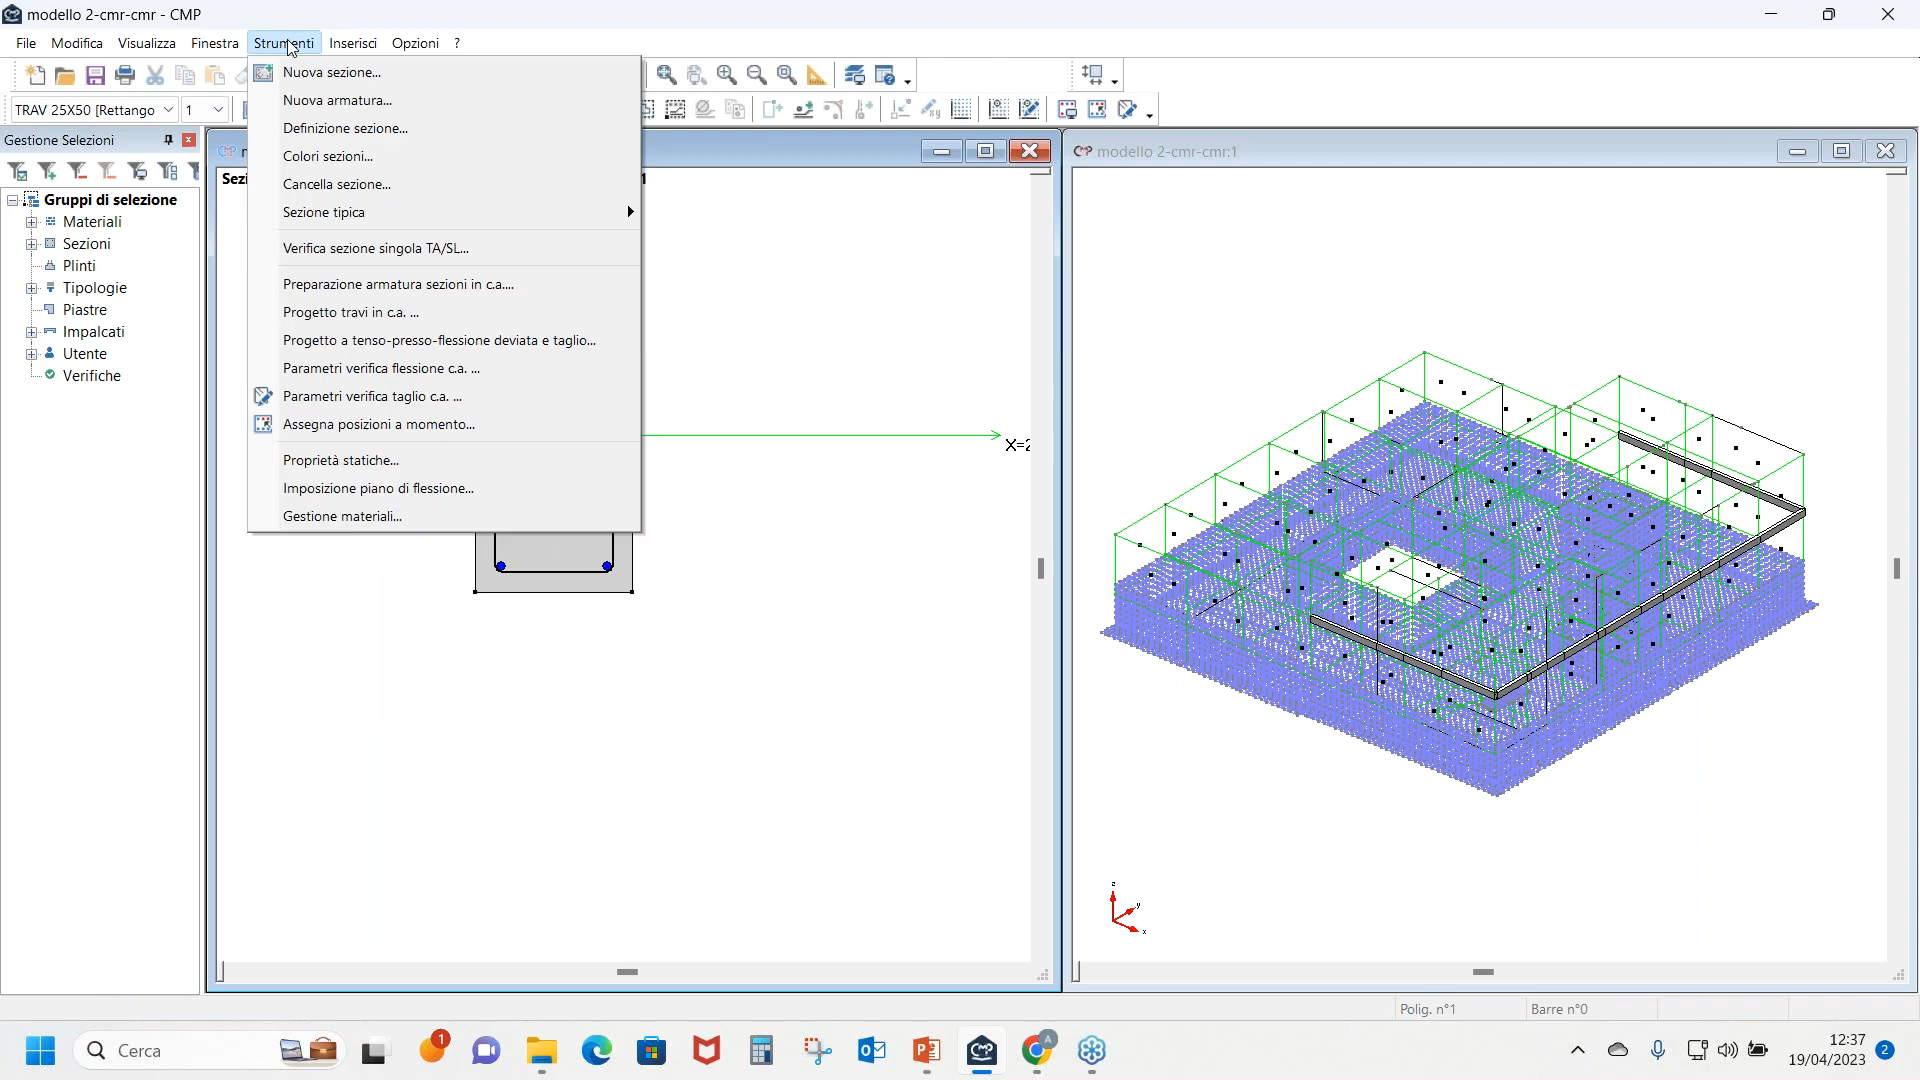 modello 2-cmr-cmr - CMP
File Modifica Visualizza Finestra Strumenti Inserisci Opzioni ?
TRAV 25X50 [Rettango 1
Gestione Selezioni
Gruppi di selezione
Materiali
Sezioni
Plinti
Tipologie
Piastre
Impalcati
Utente
Verifiche
Nuova sezione...
Nuova armatura...
Definizione sezione...
Colori sezioni...
Cancella sezione...
Sezione tipica
Verifica sezione singola TA/SL...
Preparazione armatura sezioni in c.a....
Progetto travi in c.a. ...
Progetto a tenso-presso-flessione deviata e taglio...
Parametri verifica flessione c.a. ...
Parametri verifica taglio c.a. ...
Assegna posizioni a momento...
Proprietà statiche...
Imposizione piano di flessione...
Gestione materiali...
X=2
modello 2-cmr-cmr:1
z
y
x
Polig. n°1 Barre n°0
Cerca
1
A
12:37
19/04/2023
2